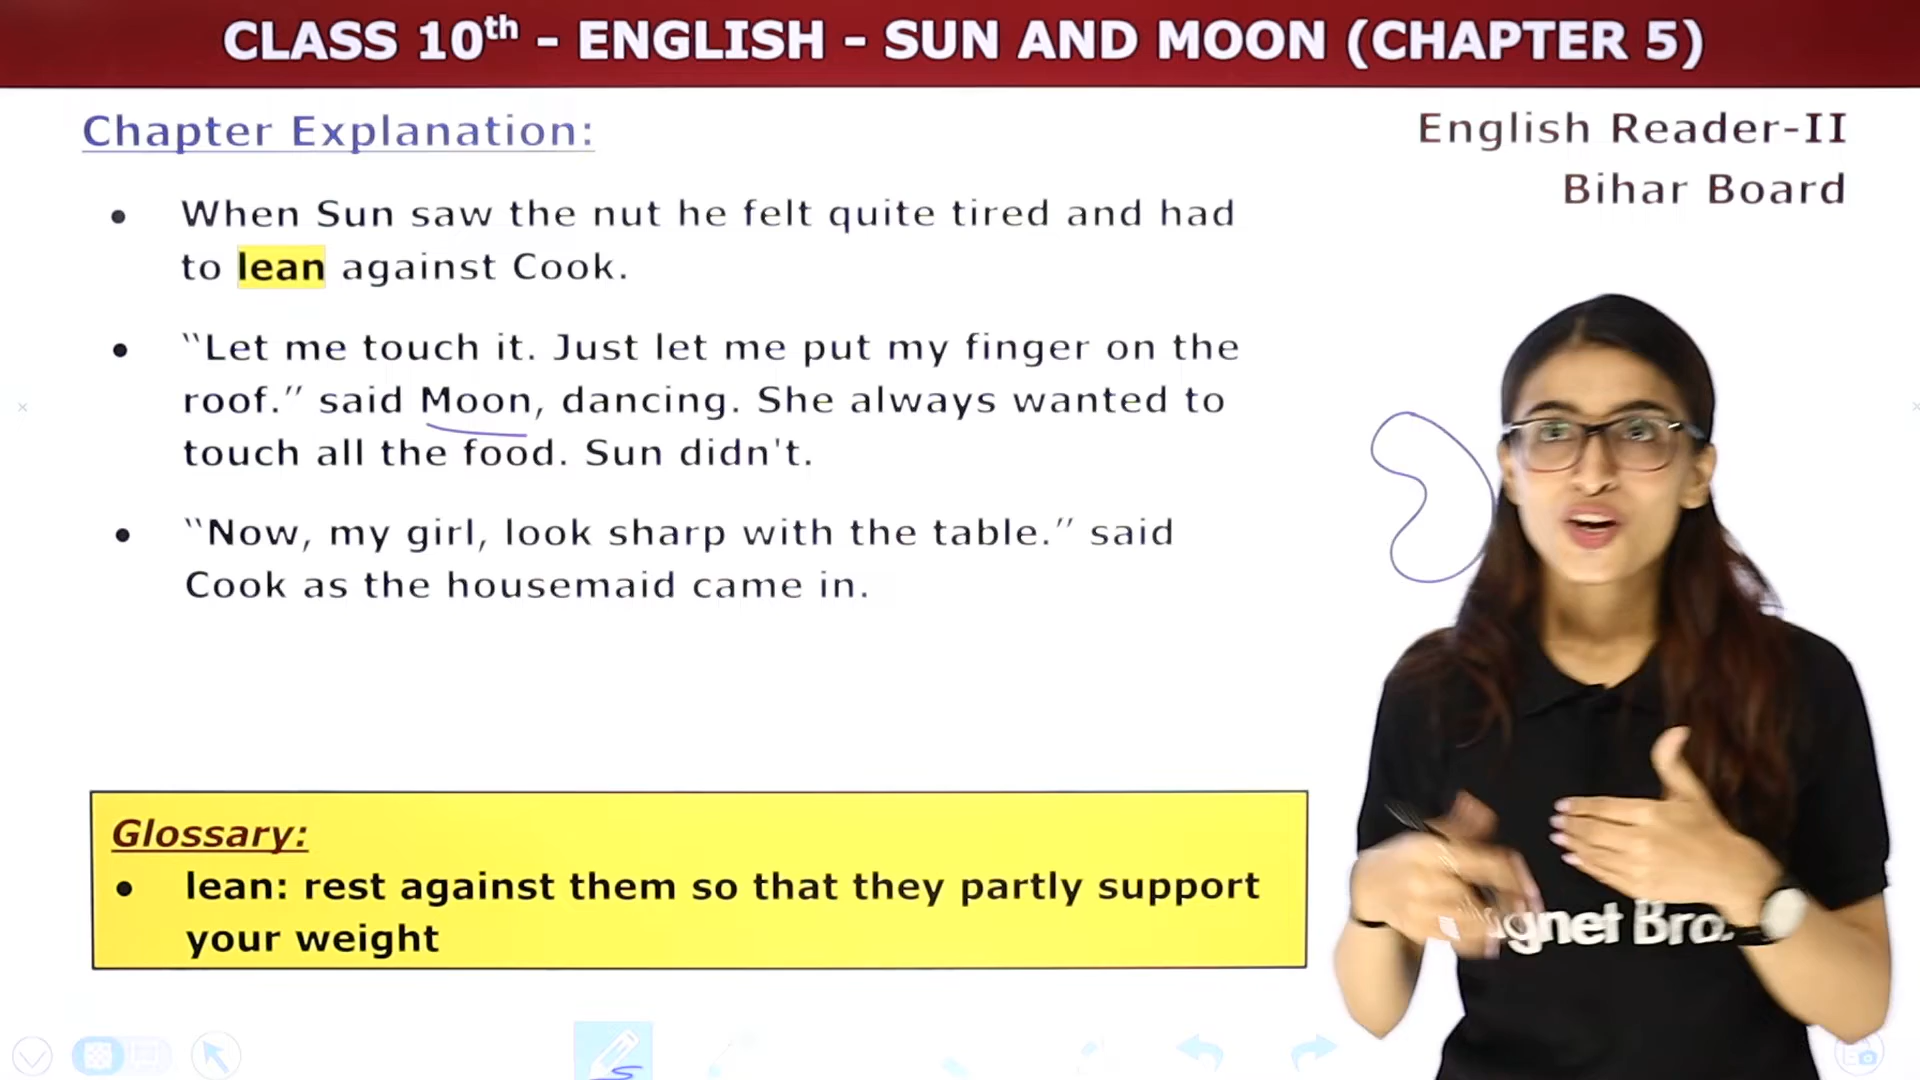 CLASS 10th - ENGLISH - SUN AND MOON (CHAPTER 5)
Chapter Explanation:
English Reader-II
Bihar Board
• When Sun saw the nut he felt quite tired and had
to lean against Cook.
• “Let me touch it. Just let me put my finger on the
roof.” said Moon, dancing. She always wanted to
touch all the food. Sun didn't.
• “Now, my girl, look sharp with the table.” said
Cook as the housemaid came in.
Glossary:
• lean: rest against them so that they partly support
your weight